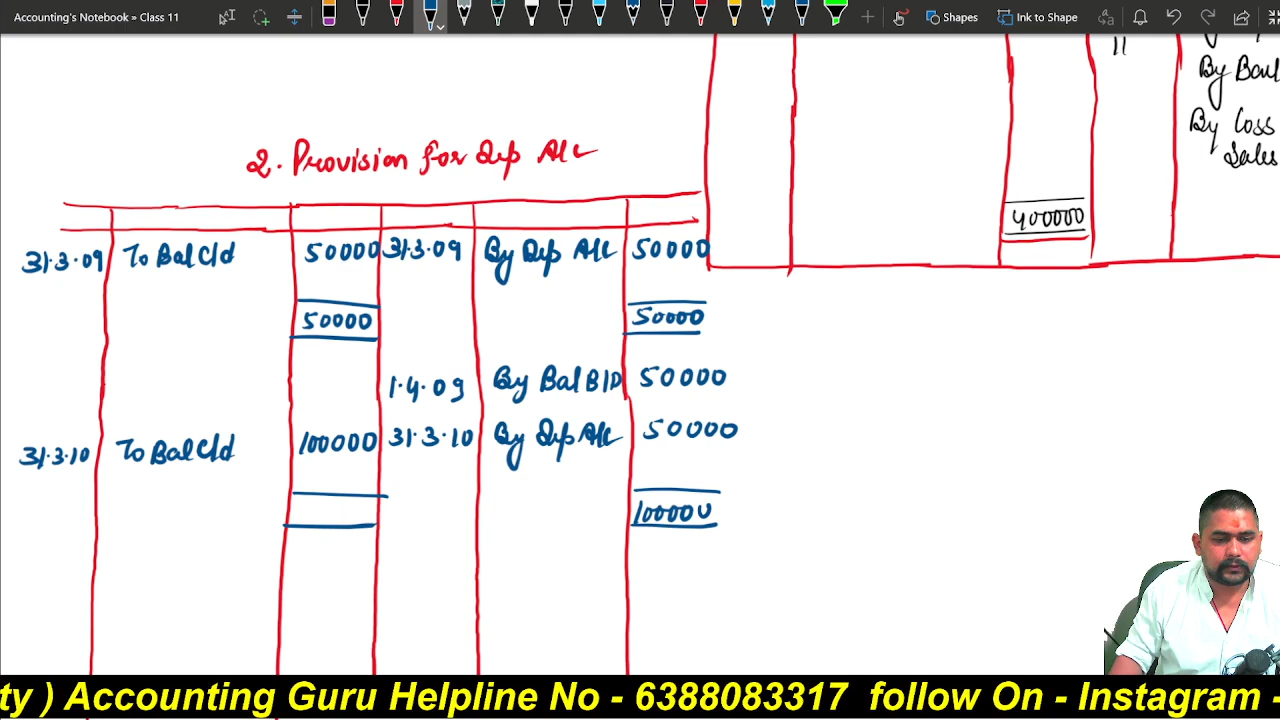 Accounting's Notebook » Class 11
Shapes
Ink to Shape
By
By Loss
Sales
400000
2. Provision for Dep A/c
31.3.09 To Bal C/d 50000 31.3.09 By Dep A/c 50000
50000 50000
1.4.09 By Bal B/D 50000
31.3.10 To Bal C/d 100000 31.3.10 By Dep A/c 50000
100000
ty ) Accounting Guru Helpline No - 6388083317 follow On - Instagram -